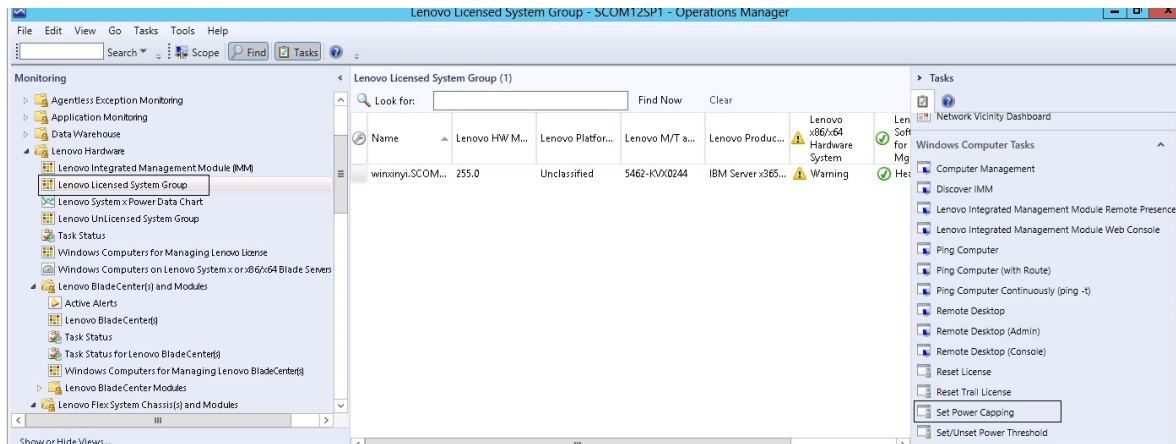 Lenovo Licensed System Group - SCOM12SP1 - Operations Manager
File Edit View Go Tasks Tools Help
Search Scope Find Tasks
Monitoring
Agentless Exception Monitoring
Application Monitoring
Data Warehouse
Lenovo Hardware
Lenovo Integrated Management Module (IMM)
Lenovo Licensed System Group
Lenovo System x Power Data Chart
Lenovo UnLicensed System Group
Task Status
Windows Computers for Managing Lenovo License
Windows Computers on Lenovo System x or x86/x64 Blade Servers
Lenovo BladeCenter(s) and Modules
Active Alerts
Lenovo BladeCenter(s)
Task Status
Task Status for Lenovo BladeCenter(s)
Windows Computers for Managing Lenovo BladeCenter(s)
Lenovo BladeCenter Modules
Lenovo Flex System Chassis(s) and Modules
Show or Hide Views...
Lenovo Licensed System Group (1)
Look for: Find Now Clear
Name Lenovo HW M... Lenovo Platfor... Lenovo M/T a... Lenovo Produc... Lenovo x86/x64 Hardware System Len Soft for Mg
winxinyi.SCOM... 255.0 Unclassified 5462-KVX0244 IBM Server x365... Warning Hea
Tasks
Network Vicinity Dashboard
Windows Computer Tasks
Computer Management
Discover IMM
Lenovo Integrated Management Module Remote Presence
Lenovo Integrated Management Module Web Console
Ping Computer
Ping Computer (with Route)
Ping Computer Continuously (ping -t)
Remote Desktop
Remote Desktop (Admin)
Remote Desktop (Console)
Reset License
Reset Trail License
Set Power Capping
Set/Unset Power Threshold